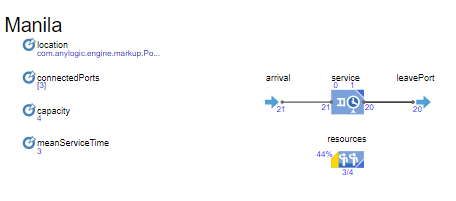 Manila
location
com.anylogic.engine.markup.Po...
connectedPorts
[3]
capacity
4
meanServiceTime
3
arrival
service
leavePort
0 1
21
21
20
20
resources
44%
3/4